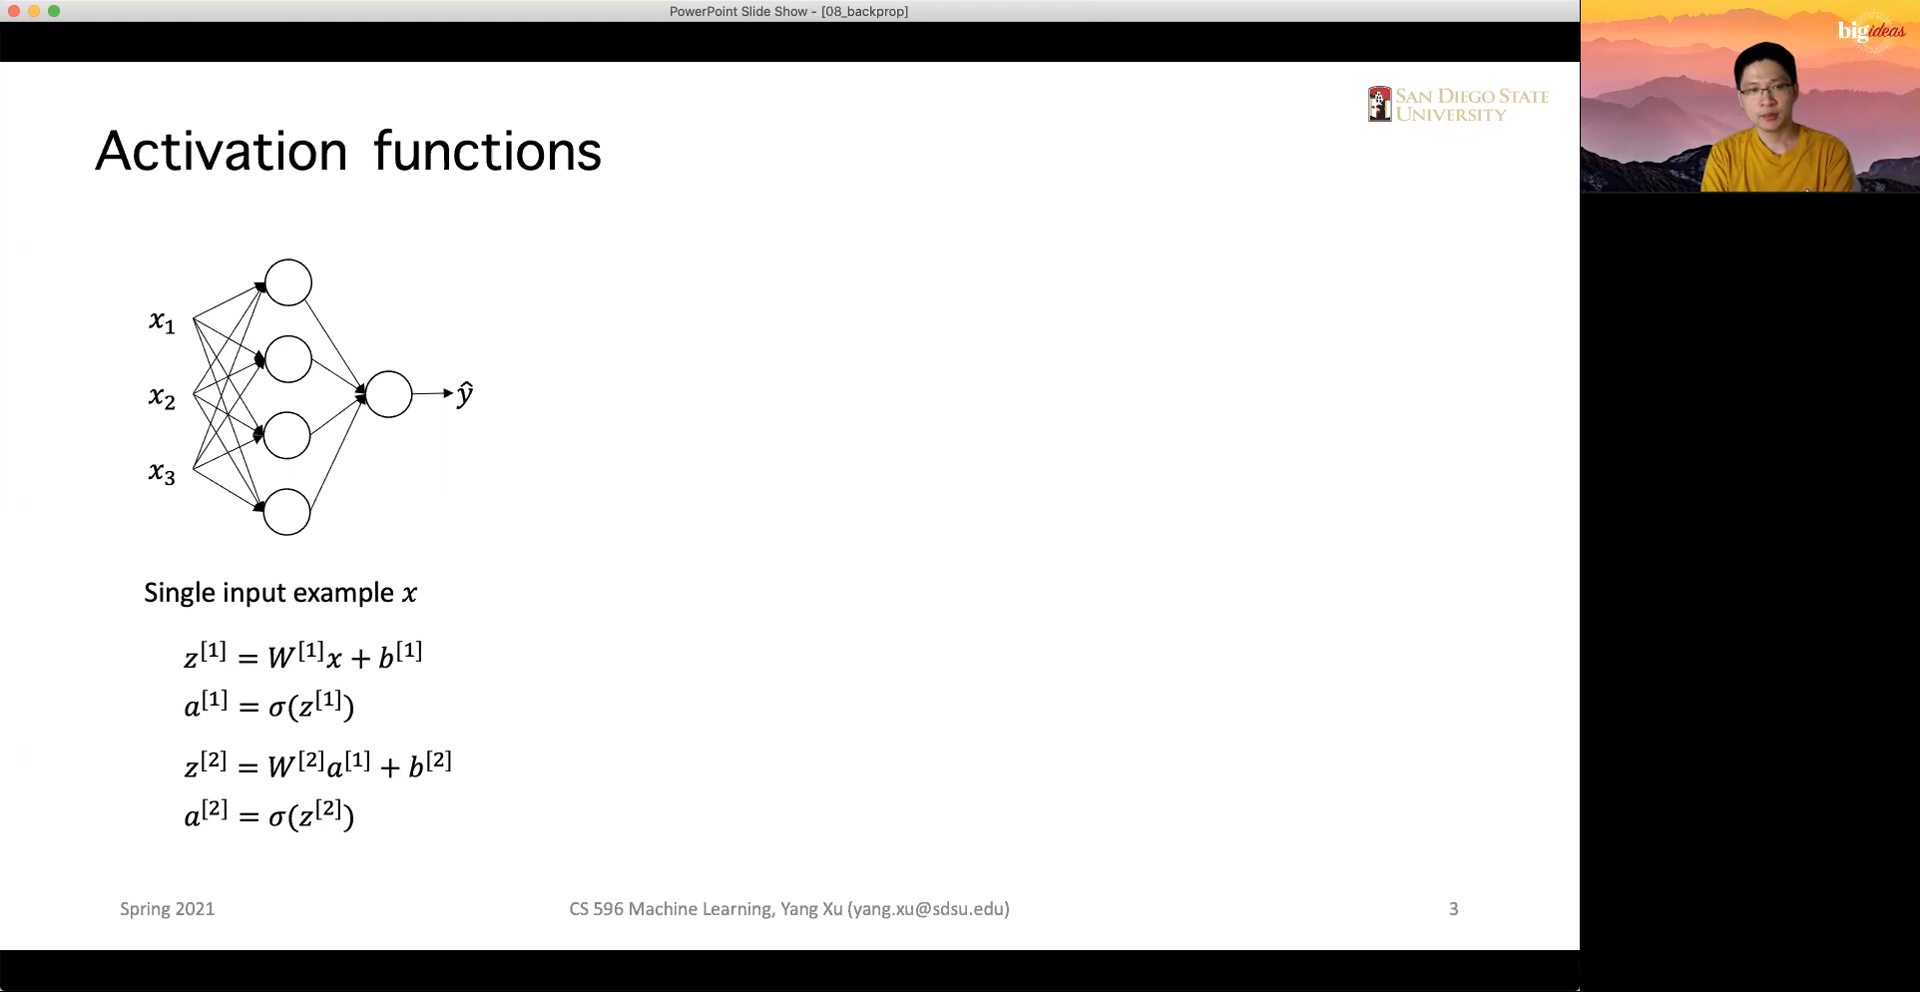 PowerPoint Slide Show - [08_backprop]
bigideas
SAN DIEGO STATE
UNIVERSITY
Activation functions
x₁
x₂
x₃
ŷ
Single input example x
z^[1] = W^[1]x + b^[1]
a^[1] = σ(z^[1])
z^[2] = W^[2]a^[1] + b^[2]
a^[2] = σ(z^[2])
Spring 2021
CS 596 Machine Learning, Yang Xu (yang.xu@sdsu.edu)
3